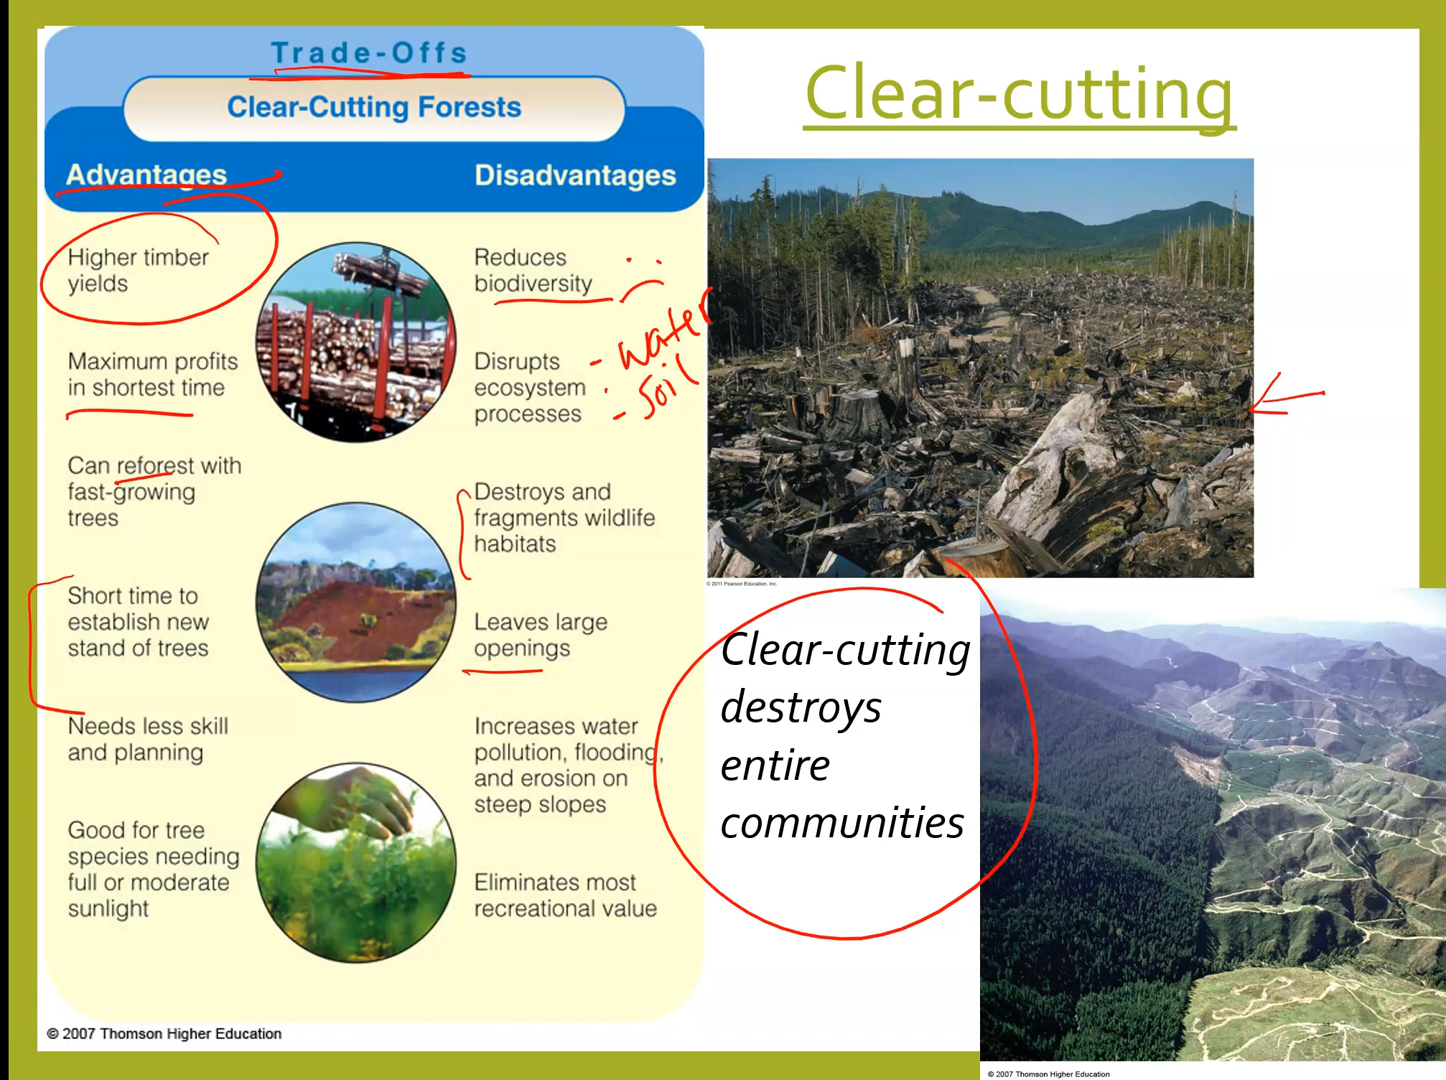 Trade-Offs
Clear-Cutting Forests
Advantages
Higher timber
yields
Maximum profits
in shortest time
Can reforest with
fast-growing
trees
Short time to
establish new
stand of trees
Needs less skill
and planning
Good for tree
species needing
full or moderate
sunlight
Disadvantages
Reduces
biodiversity
Disrupts
ecosystem
processes
- water
- soil
Destroys and
fragments wildlife
habitats
Leaves large
openings
Increases water
pollution, flooding,
and erosion on
steep slopes
Eliminates most
recreational value
© 2007 Thomson Higher Education
Clear-cutting
© 2011 Pearson Education, Inc.
Clear-cutting
destroys
entire
communities
© 2007 Thomson Higher Education